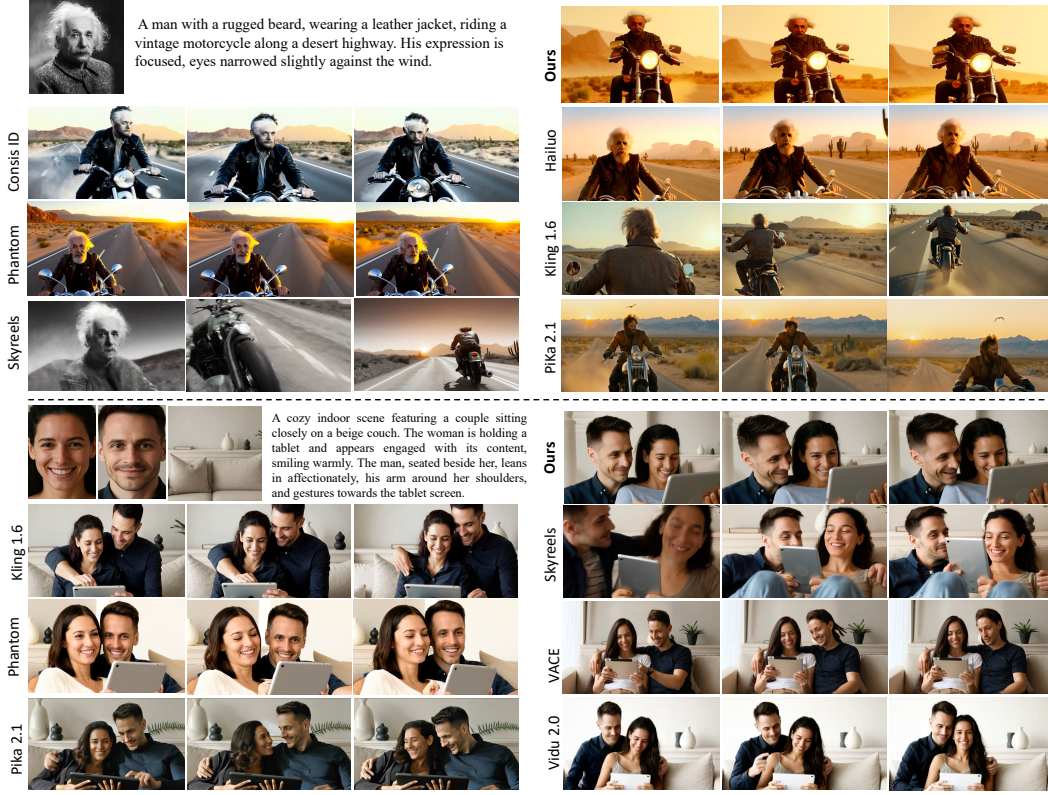 A man with a rugged beard, wearing a leather jacket, riding a
vintage motorcycle along a desert highway. His expression is
focused, eyes narrowed slightly against the wind.
Consis ID
Phantom
Skyreels
Ours
Hailuo
Kling 1.6
PiKa 2.1
A cozy indoor scene featuring a couple sitting
closely on a beige couch. The woman is holding a
tablet and appears engaged with its content,
smiling warmly. The man, seated beside her, leans
in affectionately, his arm around her shoulders,
and gestures towards the tablet screen.
Kling 1.6
Phantom
Pika 2.1
Ours
Skyreels
VACE
Vidu 2.0